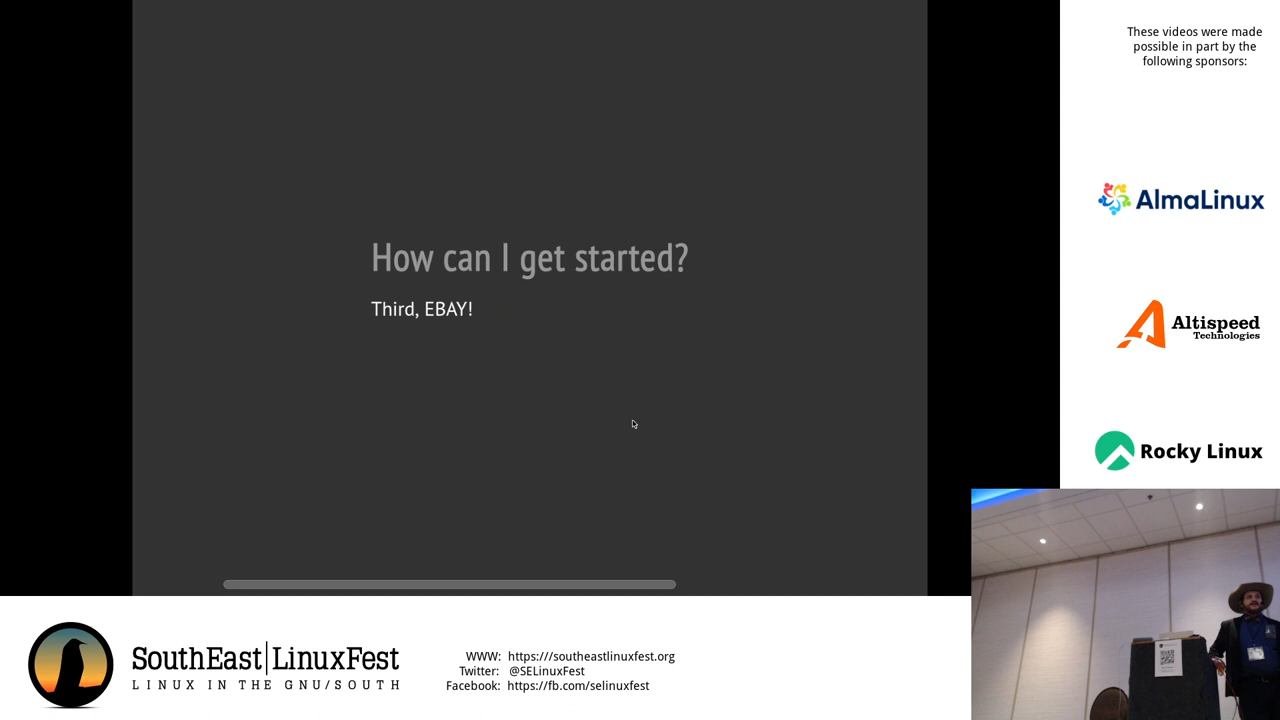 How can I get started?
Third, EBAY!
These videos were made
possible in part by the
following sponsors:
AlmaLinux
Altispeed
Technologies
Rocky Linux
SouthEast|LinuxFest
LINUX IN THE GNU/SOUTH
WWW: https:///southeastlinuxfest.org
Twitter: @SELinuxFest
Facebook: https://fb.com/selinuxfest